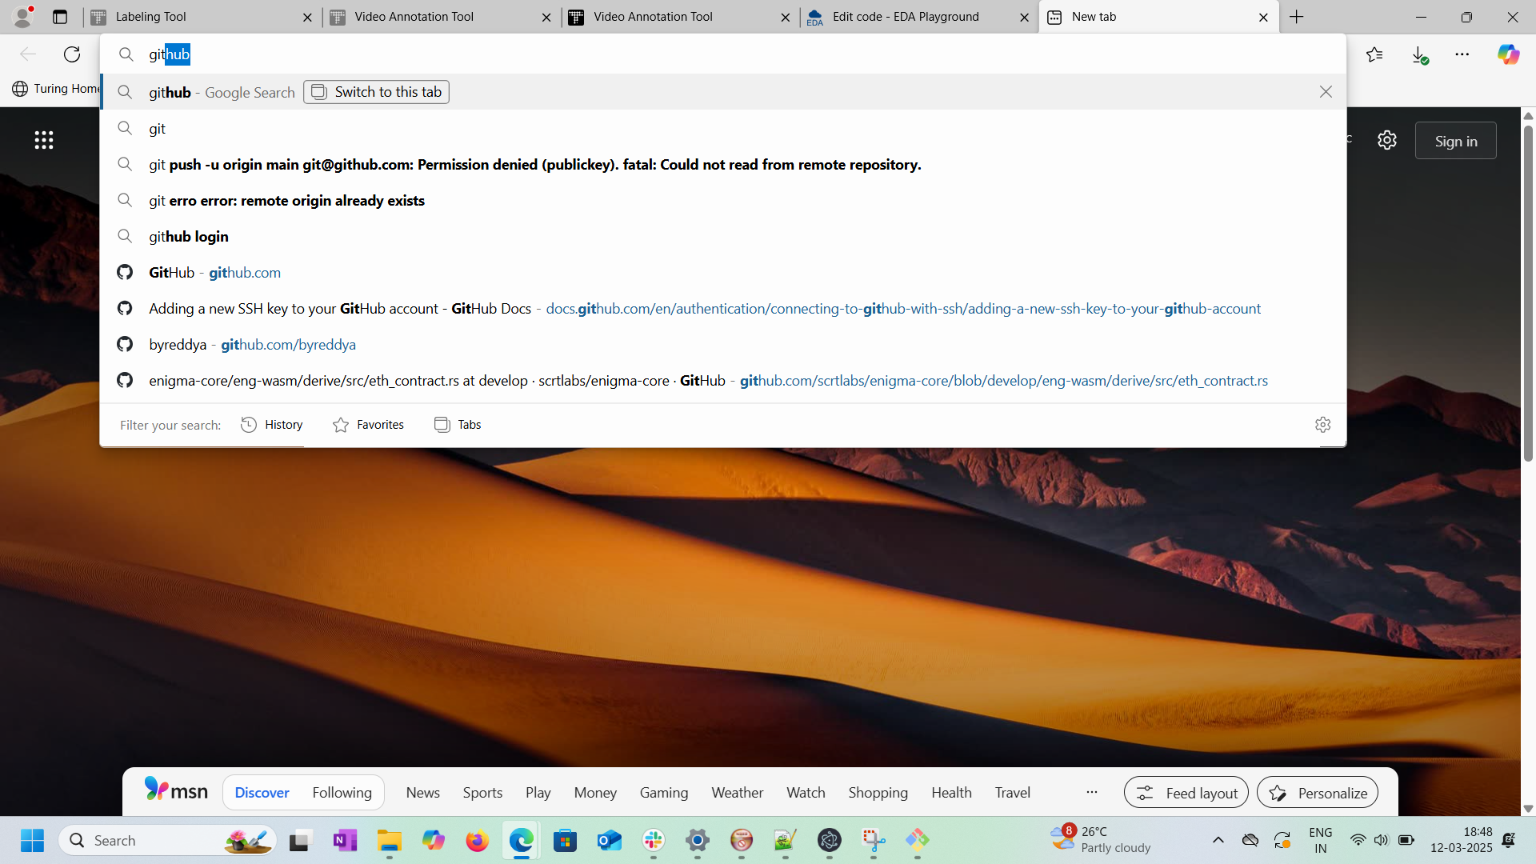 Labeling Tool
Video Annotation Tool
Video Annotation Tool
EDA
Edit code - EDA Playground
New tab
github
Turing Home
github - Google Search
Switch to this tab
git
git push -u origin main git@github.com: Permission denied (publickey). fatal: Could not read from remote repository.
git erro error: remote origin already exists
github login
GitHub - github.com
Adding a new SSH key to your GitHub account - GitHub Docs - docs.github.com/en/authentication/connecting-to-github-with-ssh/adding-a-new-ssh-key-to-your-github-account
byreddya - github.com/byreddya
enigma-core/eng-wasm/derive/src/eth_contract.rs at develop · scrtlabs/enigma-core · GitHub - github.com/scrtlabs/enigma-core/blob/develop/eng-wasm/derive/src/eth_contract.rs
Filter your search:
History
Favorites
Tabs
Sign in
msn
Discover
Following
News
Sports
Play
Money
Gaming
Weather
Watch
Shopping
Health
Travel
Feed layout
Personalize
Search
8
26°C
Partly cloudy
ENG
IN
18:48
12-03-2025